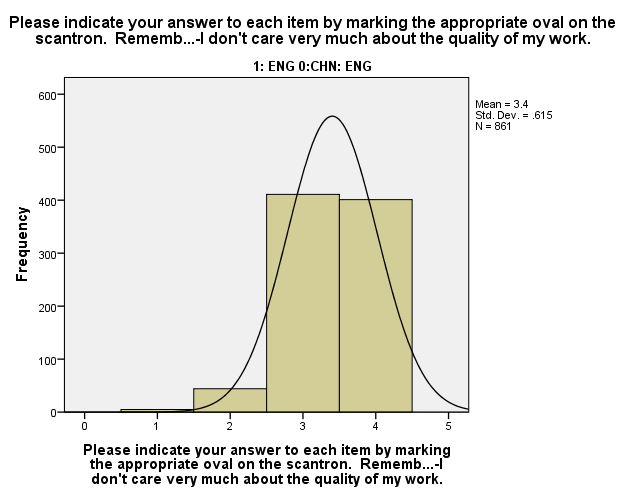 Please indicate your answer to each item by marking the appropriate oval on the
scantron.  Rememb...-I don't care very much about the quality of my work.
1: ENG 0:CHN: ENG
Mean = 3.4
Std. Dev. = .615
N = 861
Frequency
600
500
400
300
200
100
0
0 1 2 3 4 5
Please indicate your answer to each item by marking
the appropriate oval on the scantron.  Rememb...-I
don't care very much about the quality of my work.